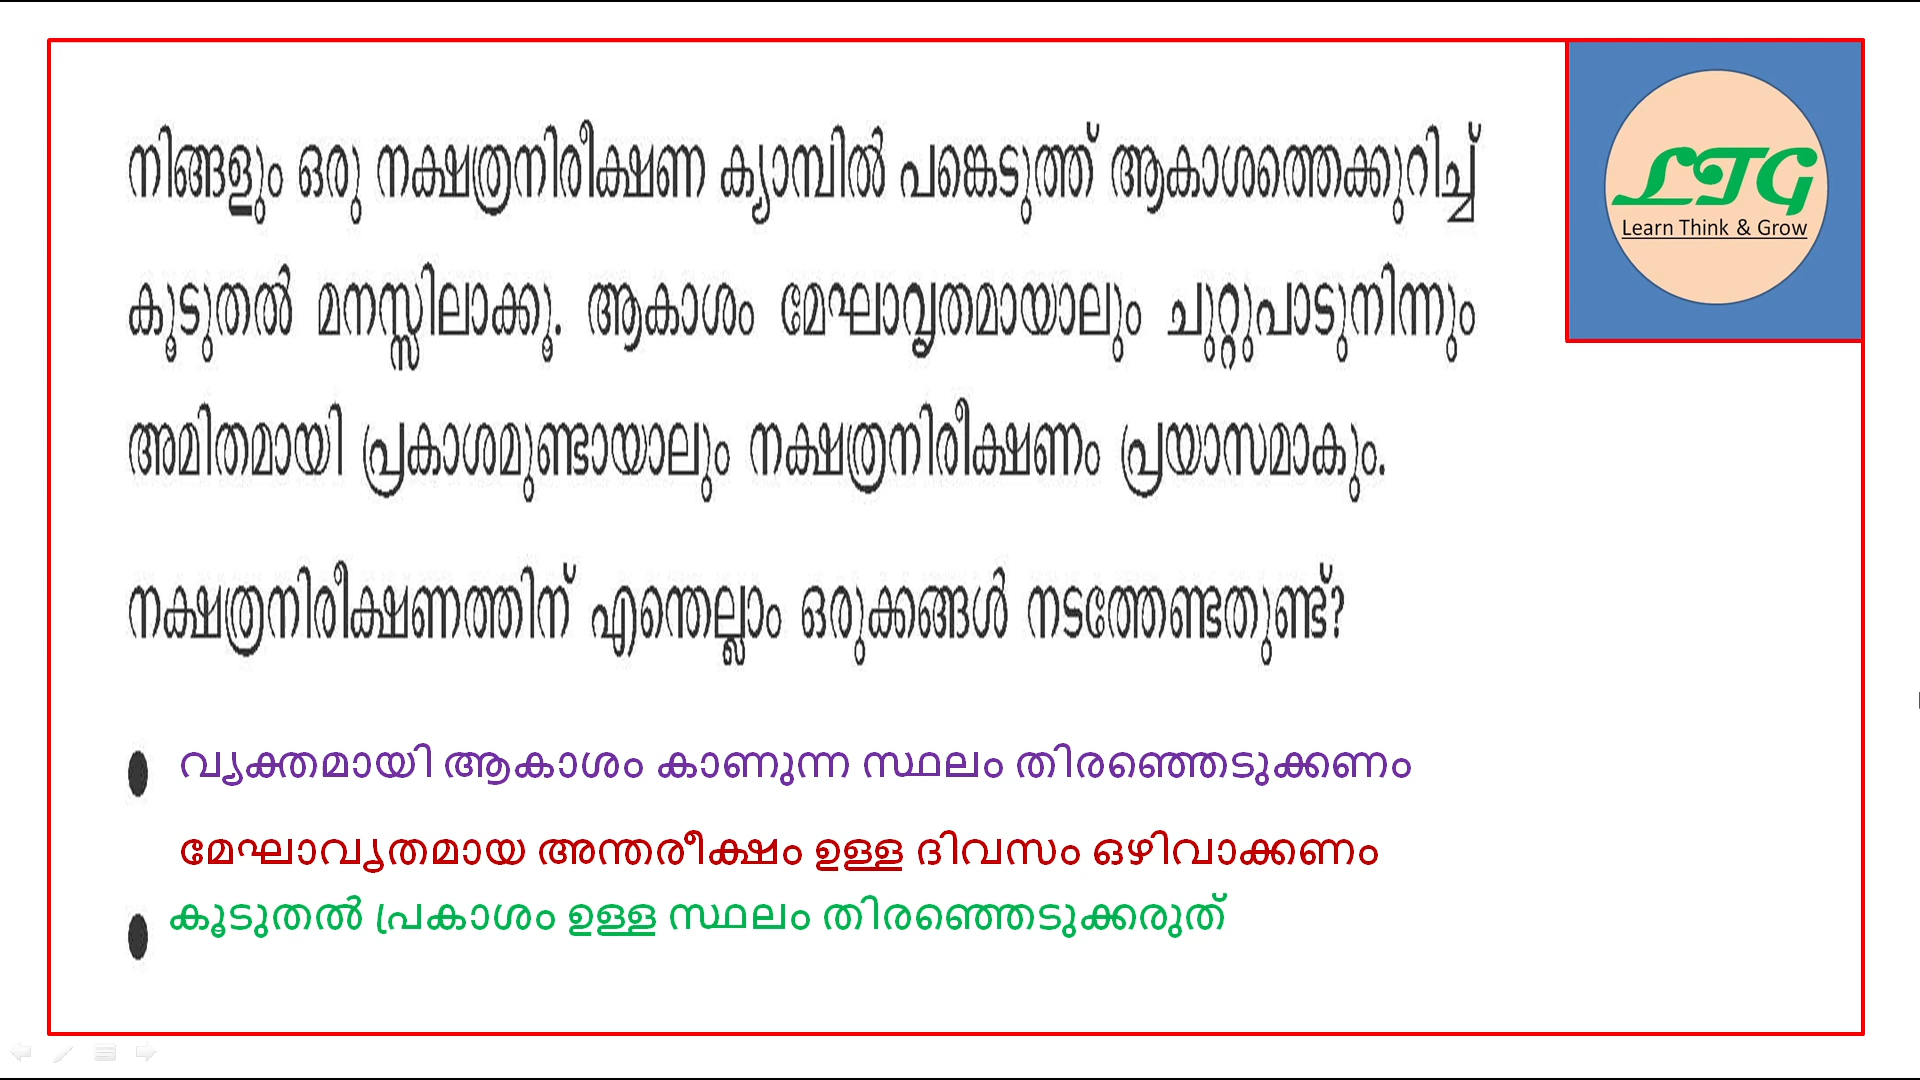 നിങ്ങളും ഒരു നക്ഷത്രനിരീക്ഷണ ക്യാമ്പിൽ പങ്കെടുത്ത് ആകാശത്തെക്കുറിച്ച്
കൂടുതൽ മനസ്സിലാക്കൂ. ആകാശം മേഘാവൃതമായാലും ചുറ്റുപാടുനിന്നും
അമിതമായി പ്രകാശമുണ്ടായാലും നക്ഷത്രനിരീക്ഷണം പ്രയാസമാകും.
നക്ഷത്രനിരീക്ഷണത്തിന് എന്തെല്ലാം ഒരുക്കങ്ങൾ നടത്തേണ്ടതുണ്ട്?
വ്യക്തമായി ആകാശം കാണുന്ന സ്ഥലം തിരഞ്ഞെടുക്കണം
മേഘാവൃതമായ അന്തരീക്ഷം ഉള്ള ദിവസം ഒഴിവാക്കണം
കൂടുതൽ പ്രകാശം ഉള്ള സ്ഥലം തിരഞ്ഞെടുക്കരുത്
LTG
Learn Think & Grow